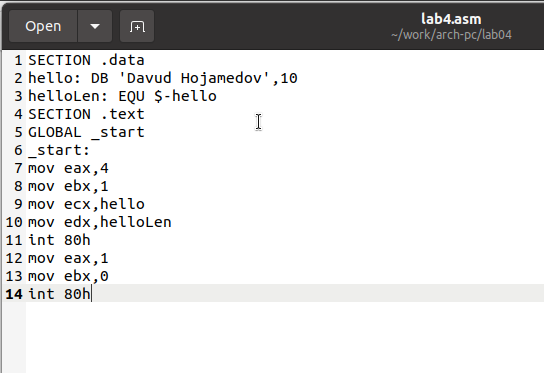 Open
lab4.asm
~/work/arch-pc/lab04
1 SECTION .data
2 hello: DB 'Davud Hojamedov',10
3 helloLen: EQU $-hello
4 SECTION .text
5 GLOBAL _start
6 _start:
7 mov eax,4
8 mov ebx,1
9 mov ecx,hello
10 mov edx,helloLen
11 int 80h
12 mov eax,1
13 mov ebx,0
14 int 80h